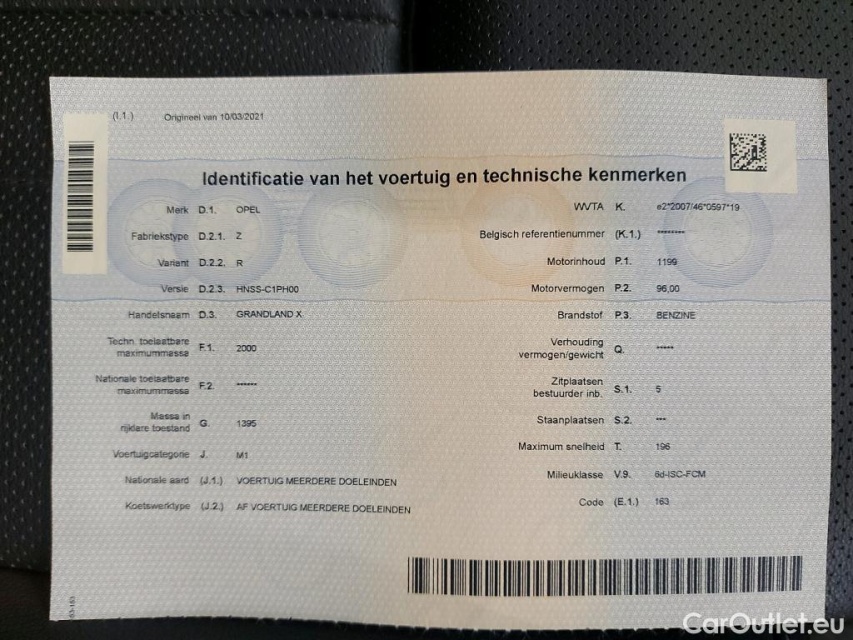 (I.1.) Origineel van 10/03/2021
Identificatie van het voertuig en technische kenmerken
Merk D.1. OPEL
Fabriekstype D.2.1. Z
Variant D.2.2. R
Versie D.2.3. HNSS-C1PH00
Handelsnaam D.3. GRANDLAND X
Techn. toelaatbare
maximummassa F.1. 2000
Nationale toelaatbare
maximummassa F.2. ******
Massa in
rijklare toestand G. 1395
Voertuigcategorie J. M1
Nationale aard (J.1.) VOERTUIG MEERDERE DOELEINDEN
Koetswerktype (J.2.) AF VOERTUIG MEERDERE DOELEINDEN
WVTA K. e2*2007/46*0597*19
Belgisch referentienummer (K.1.) ********
Motorinhoud P.1. 1199
Motorvermogen P.2. 96,00
Brandstof P.3. BENZINE
Verhouding
vermogen/gewicht Q. *****
Zitplaatsen
bestuurder inb. S.1. 5
Staanplaatsen S.2. ***
Maximum snelheid T. 196
Milieuklasse V.9. 6d-ISC-FCM
Code (E.1.) 163
CarOutlet.eu